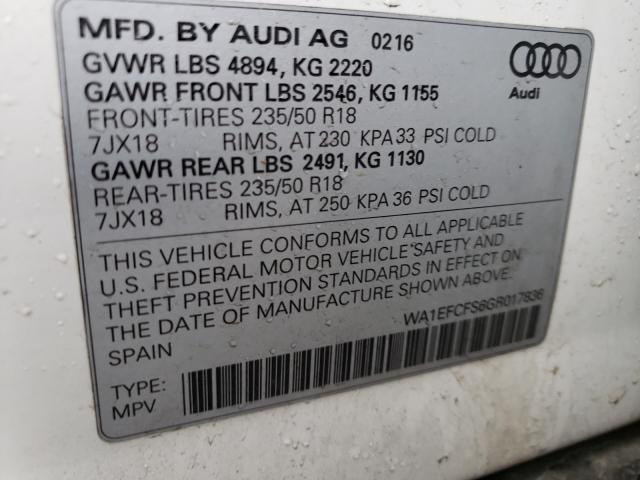 MFD. BY AUDI AG 0216
GVWR LBS 4894, KG 2220
GAWR FRONT LBS 2546, KG 1155
FRONT-TIRES 235/50 R18
7JX18 RIMS, AT 230 KPA 33 PSI COLD
GAWR REAR LBS 2491, KG 1130
REAR-TIRES 235/50 R18
7JX18 RIMS, AT 250 KPA 36 PSI COLD
Audi
THIS VEHICLE CONFORMS TO ALL APPLICABLE
U.S. FEDERAL MOTOR VEHICLE SAFETY AND
THEFT PREVENTION STANDARDS IN EFFECT ON
THE DATE OF MANUFACTURE SHOWN ABOVE.
SPAIN
WA1EFCFS6GR017836
TYPE:
MPV